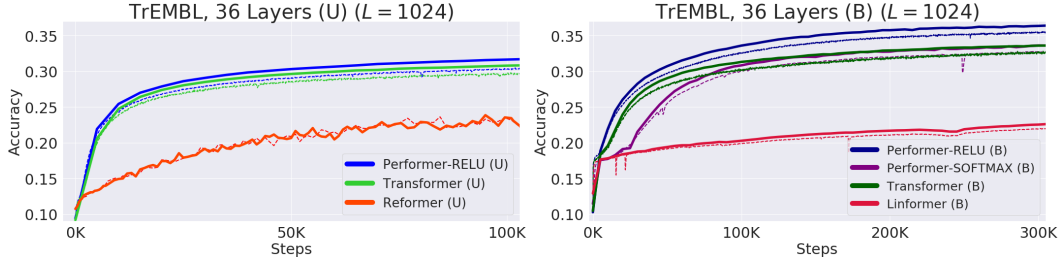 TrEMBL, 36 Layers (U) (L = 1024)
Accuracy
0.35
0.30
0.25
0.20
0.15
0.10
0K
50K
100K
Steps
Performer-RELU (U)
Transformer (U)
Reformer (U)
TrEMBL, 36 Layers (B) (L = 1024)
Accuracy
0.35
0.30
0.25
0.20
0.15
0.10
0K
100K
200K
300K
Steps
Performer-RELU (B)
Performer-SOFTMAX (B)
Transformer (B)
Linformer (B)